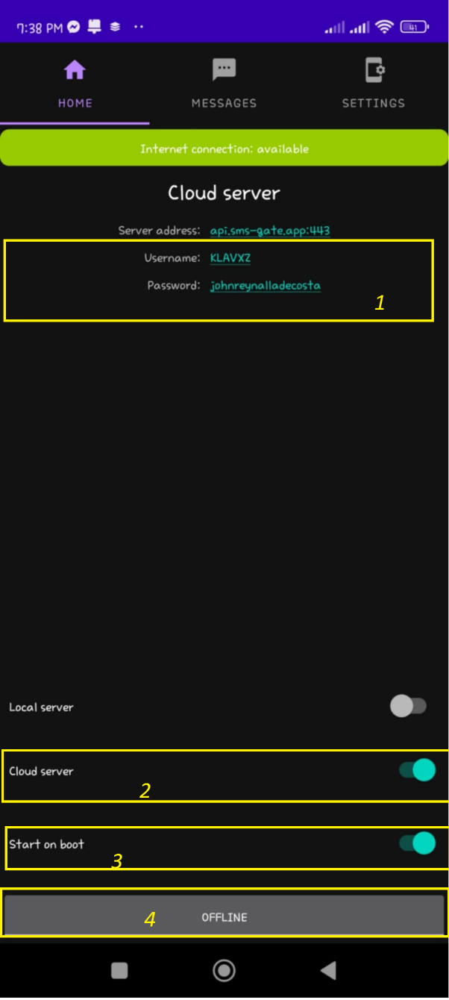 7:38 PM
41
HOME MESSAGES SETTINGS
Internet connection: available
Cloud server
Server address: api.sms-gate.app:443
Username: KLAVXZ
Password: johnreynalladecosta
1
Local server
Cloud server
2
Start on boot
3
4 OFFLINE